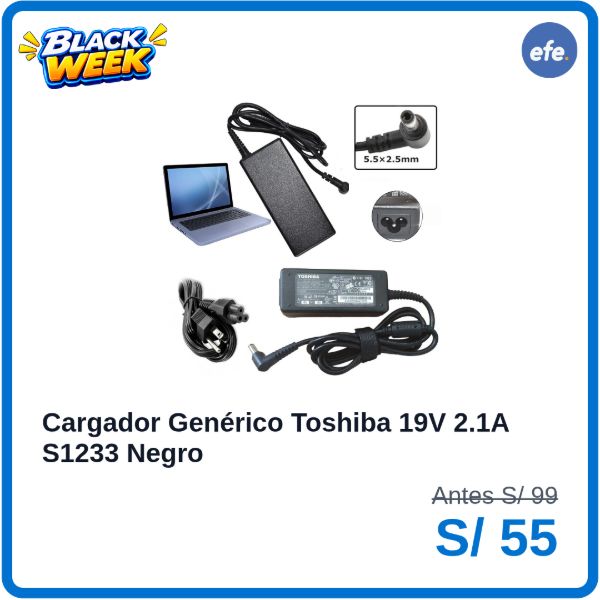 BLACK
WEEK
efe.
5.5×2.5mm
TOSHIBA
Cargador Genérico Toshiba 19V 2.1A
S1233 Negro
Antes S/ 99
S/ 55